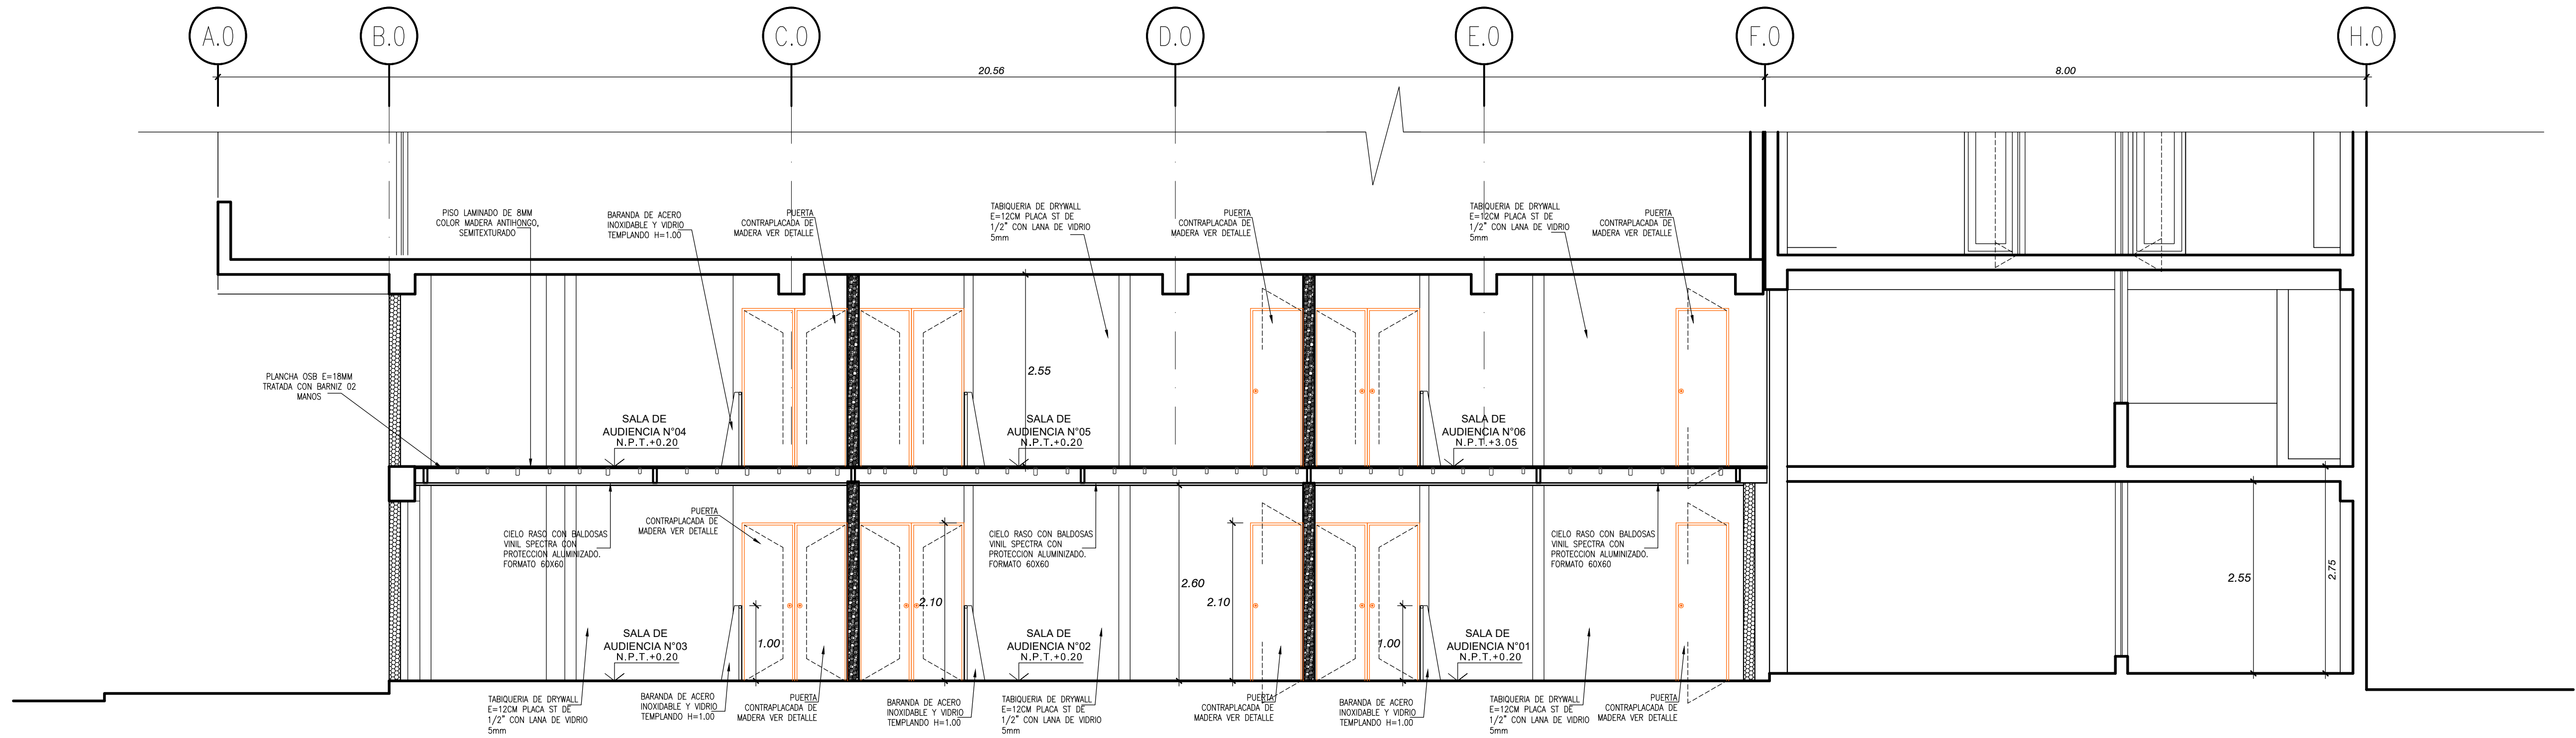 A.0
B.0
C.0
D.0
E.0
F.0
H.0
20.56
8.00
PISO LAMINADO DE 8MM
COLOR MADERA ANTIHONGO,
SEMITEXTURADO
BARANDA DE ACERO
INOXIDABLE Y VIDRIO
TEMPLANDO H=1.00
PUERTA
CONTRAPLACADA DE
MADERA VER DETALLE
TABIQUERIA DE DRYWALL
E=12CM PLACA ST DE
1/2" CON LANA DE VIDRIO
5mm
PUERTA
CONTRAPLACADA DE
MADERA VER DETALLE
TABIQUERIA DE DRYWALL
E=12CM PLACA ST DE
1/2" CON LANA DE VIDRIO
5mm
PUERTA
CONTRAPLACADA DE
MADERA VER DETALLE
PLANCHA OSB E=18MM
TRATADA CON BARNIZ 02
MANOS
2.55
SALA DE
AUDIENCIA N°04
N.P.T.+0.20
SALA DE
AUDIENCIA N°05
N.P.T.+0.20
SALA DE
AUDIENCIA N°06
N.P.T.+3.05
CIELO RASO CON BALDOSAS
VINIL SPECTRA CON
PROTECCION ALUMINIZADO.
FORMATO 60X60
PUERTA
CONTRAPLACADA DE
MADERA VER DETALLE
CIELO RASO CON BALDOSAS
VINIL SPECTRA CON
PROTECCION ALUMINIZADO.
FORMATO 60X60
CIELO RASO CON BALDOSAS
VINIL SPECTRA CON
PROTECCION ALUMINIZADO.
FORMATO 60X60
2.10
2.60
2.10
2.55
2.75
1.00
1.00
SALA DE
AUDIENCIA N°03
N.P.T.+0.20
SALA DE
AUDIENCIA N°02
N.P.T.+0.20
SALA DE
AUDIENCIA N°01
N.P.T.+0.20
TABIQUERIA DE DRYWALL
E=12CM PLACA ST DE
1/2" CON LANA DE VIDRIO
5mm
BARANDA DE ACERO
INOXIDABLE Y VIDRIO
TEMPLANDO H=1.00
PUERTA
CONTRAPLACADA DE
MADERA VER DETALLE
BARANDA DE ACERO
INOXIDABLE Y VIDRIO
TEMPLANDO H=1.00
TABIQUERIA DE DRYWALL
E=12CM PLACA ST DE
1/2" CON LANA DE VIDRIO
5mm
PUERTA
CONTRAPLACADA DE
MADERA VER DETALLE
BARANDA DE ACERO
INOXIDABLE Y VIDRIO
TEMPLANDO H=1.00
TABIQUERIA DE DRYWALL
E=12CM PLACA ST DE
1/2" CON LANA DE VIDRIO
5mm
PUERTA
CONTRAPLACADA DE
MADERA VER DETALLE